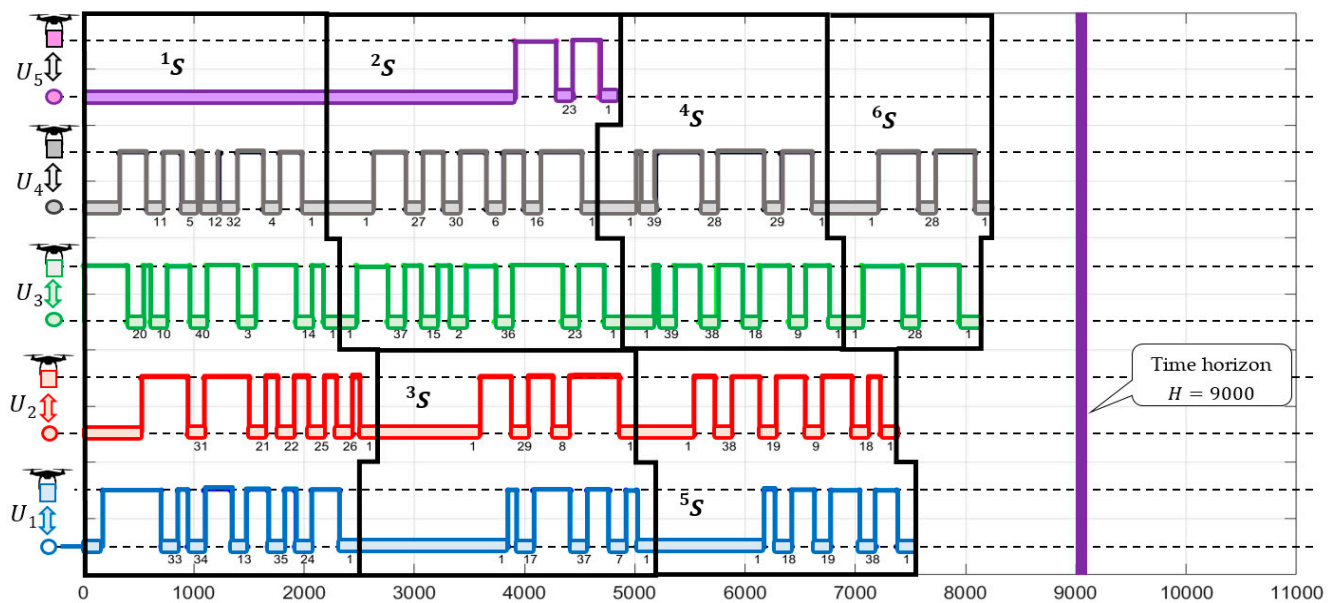 ¹S
²S
⁴S
⁶S
U₅
23 1
U₄
11 5 12 32 4 1 1 27 30 6 16 1 1 39 28 29 1 1 28 1
U₃
20 10 40 3 14 1 1 37 15 2 36 23 1 1 39 38 18 9 1 1 28 1
Time horizon
H = 9000
³S
U₂
31 21 22 25 26 1 1 29 8 1 1 38 19 9 18 1
⁵S
U₁
33 34 13 35 24 1 1 17 37 7 1 1 18 19 38 1
0 1000 2000 3000 4000 5000 6000 7000 8000 9000 10000 11000